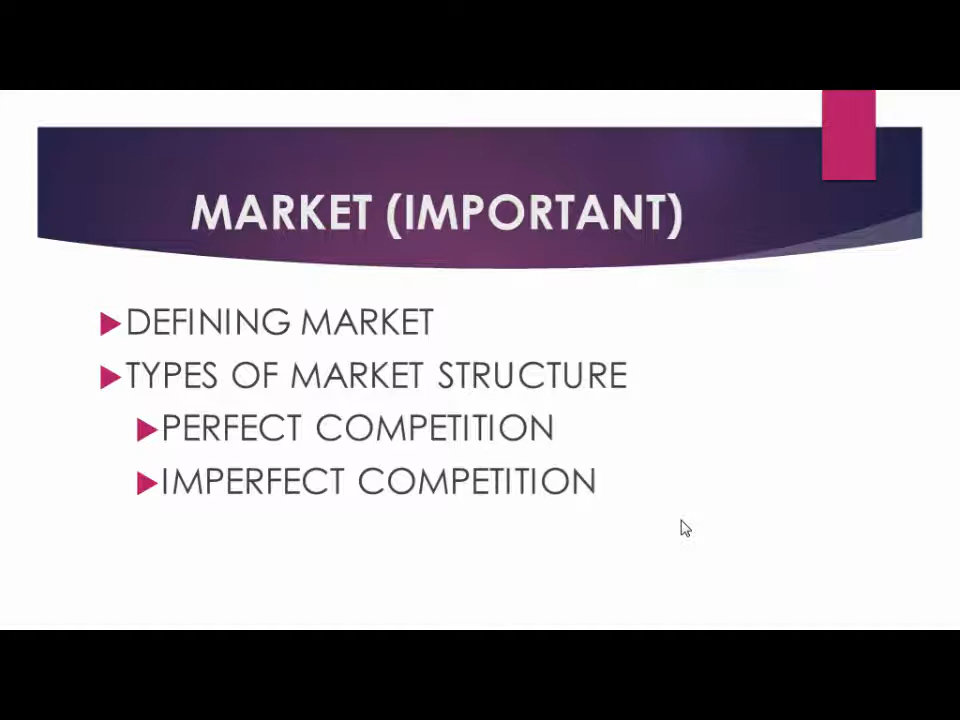 MARKET (IMPORTANT)
DEFINING MARKET
TYPES OF MARKET STRUCTURE
PERFECT COMPETITION
IMPERFECT COMPETITION